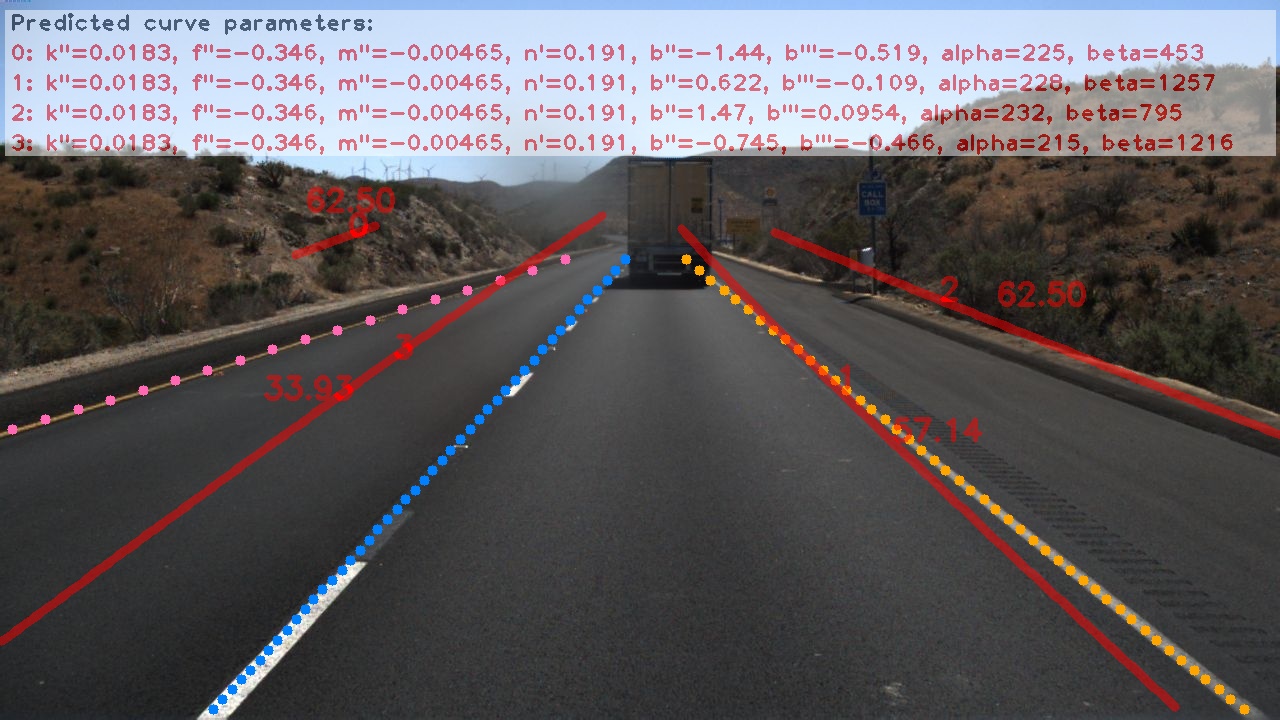 Predicted curve parameters:
0: k''=0.0183, f''=−0.346, m''=−0.00465, n'=0.191, b''=−1.44, b'''=−0.519, alpha=225, beta=453
1: k''=0.0183, f''=−0.346, m''=−0.00465, n'=0.191, b''=0.622, b'''=−0.109, alpha=228, beta=1257
2: k''=0.0183, f''=−0.346, m''=−0.00465, n'=0.191, b''=1.47, b'''=0.0954, alpha=232, beta=795
3: k''=0.0183, f''=−0.346, m''=−0.00465, n'=0.191, b''=−0.745, b'''=−0.466, alpha=215, beta=1216
62.50
0
CALL
BOX
2
62.50
3
33.93
1
57.14